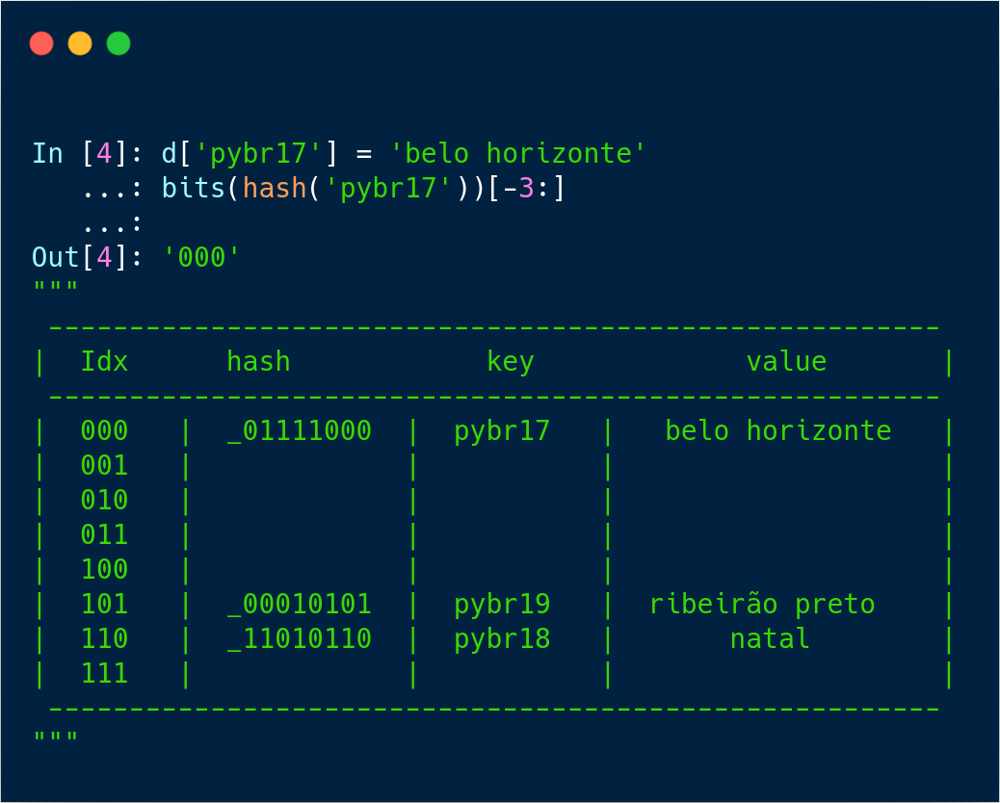 In [4]: d['pybr17'] = 'belo horizonte'
   ...: bits(hash('pybr17'))[-3:]
   ...:
Out[4]: '000'
"""
 -------------------------------------------------------
|  Idx      hash            key             value       |
 -------------------------------------------------------
|  000   |  _01111000  |  pybr17   |   belo horizonte   |
|  001   |             |           |                    |
|  010   |             |           |                    |
|  011   |             |           |                    |
|  100   |             |           |                    |
|  101   |  _00010101  |  pybr19   |  ribeirão preto    |
|  110   |  _11010110  |  pybr18   |       natal        |
|  111   |             |           |                    |
 -------------------------------------------------------
"""